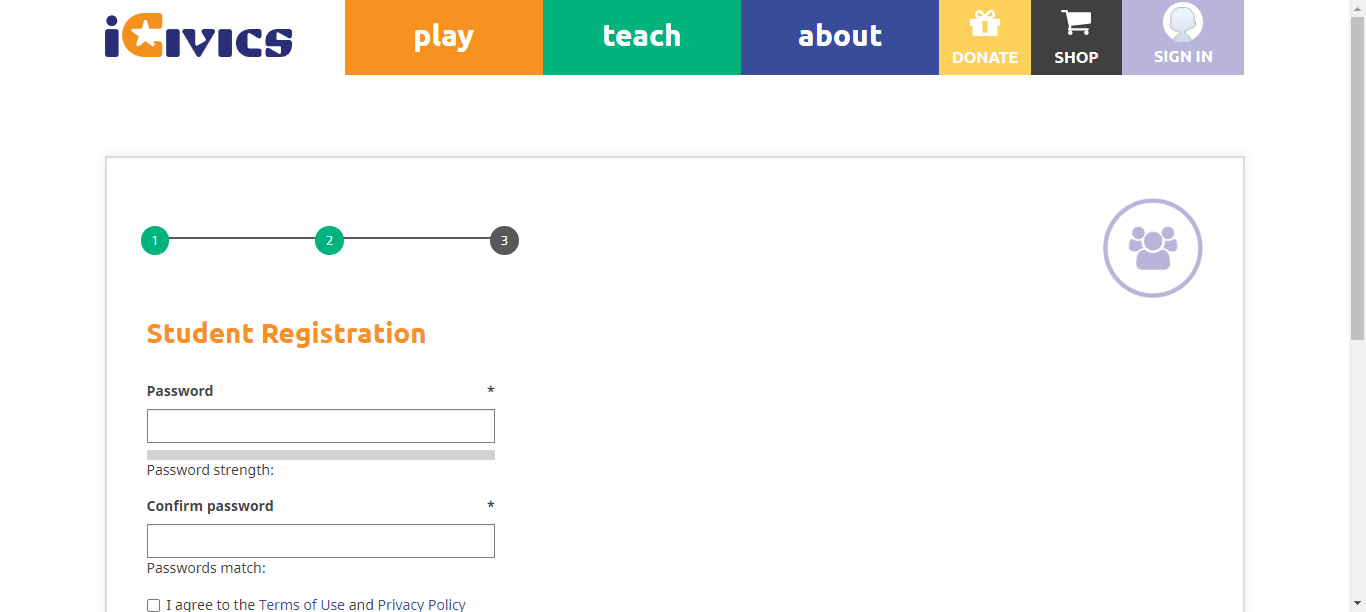 iCivics
play
teach
about
DONATE
SHOP
SIGN IN
1 2 3
Student Registration
Password *
Password strength:
Confirm password *
Passwords match:
I agree to the Terms of Use and Privacy Policy